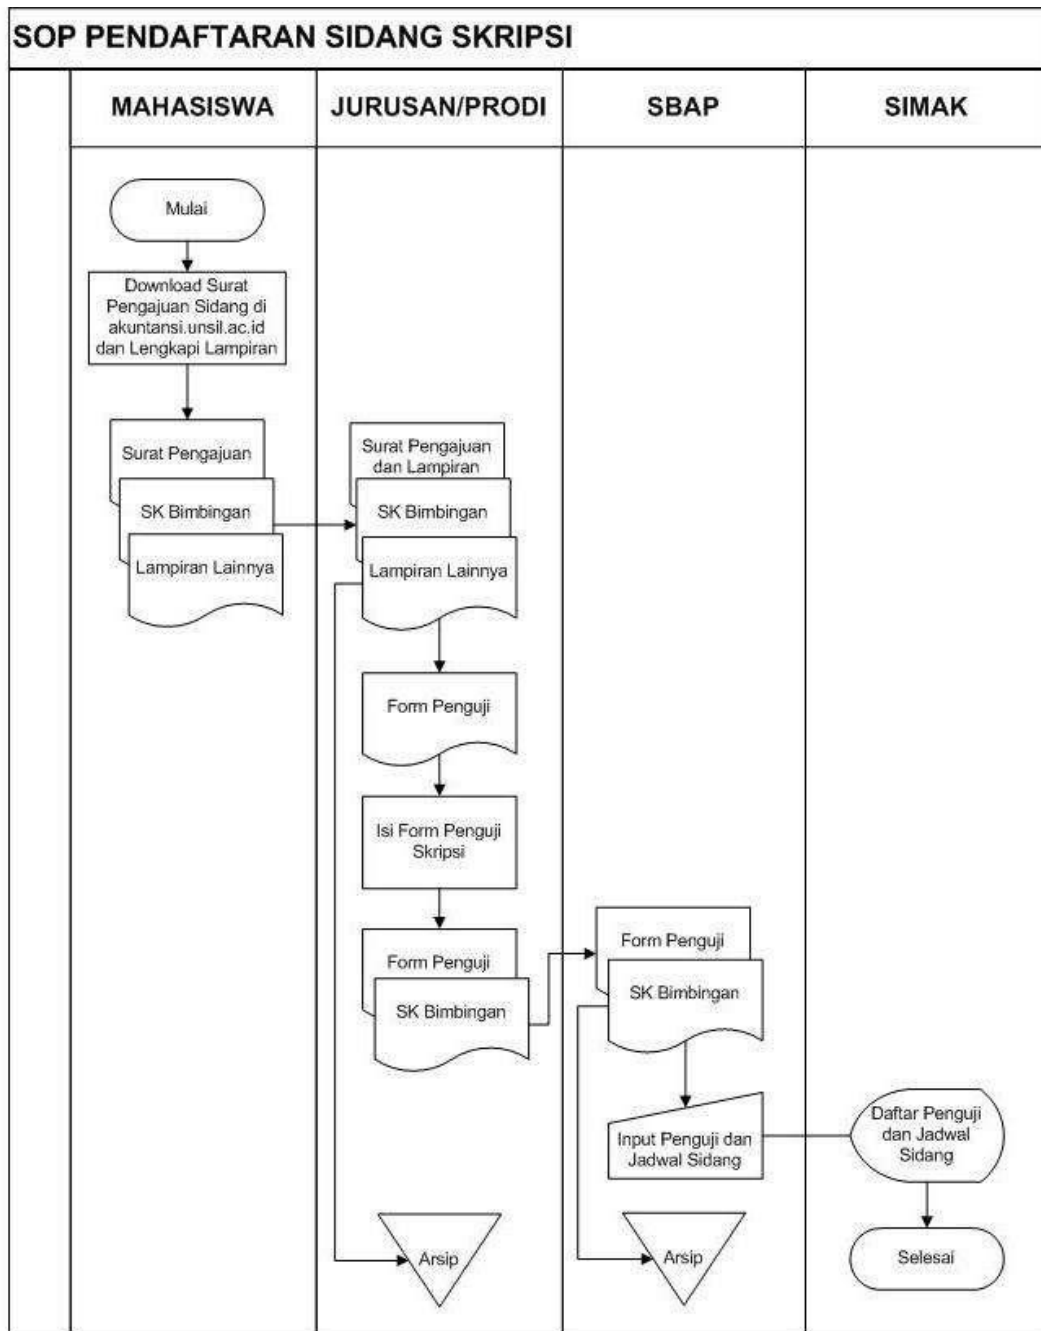 SOP PENDAFTARAN SIDANG SKRIPSI
MAHASISWA
JURUSAN/PRODI
SBAP
SIMAK
Mulai
Download Surat
Pengajuan Sidang di
akuntansi.unsil.ac.id
dan Lengkapi Lampiran
Surat Pengajuan
SK Bimbingan
Lampiran Lainnya
Surat Pengajuan
dan Lampiran
SK Bimbingan
Lampiran Lainnya
Form Penguji
Isi Form Penguji
Skripsi
Form Penguji
SK Bimbingan
Arsip
Form Penguji
SK Bimbingan
Input Penguji dan
Jadwal Sidang
Arsip
Daftar Penguji
dan Jadwal
Sidang
Selesai